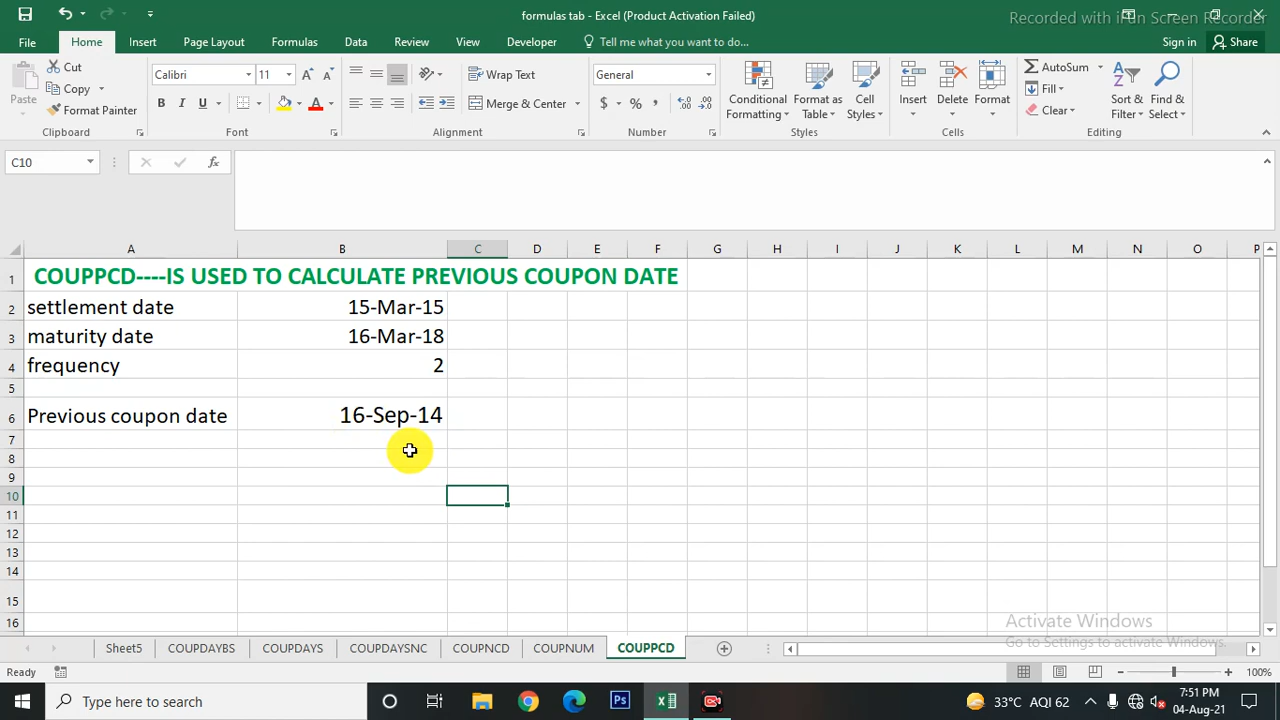 formulas tab - Excel (Product Activation Failed)
Recorded with iFun Screen Recorder
File Home Insert Page Layout Formulas Data Review View Developer Tell me what you want to do... Sign in Share
Paste
Cut
Copy
Format Painter
Clipboard
Calibri 11
B I U A
Font
Wrap Text
Merge & Center
Alignment
General
$ % ,
Number
Conditional Formatting
Format as Table
Cell Styles
Styles
Insert
Delete
Format
Cells
AutoSum
Fill
Clear
Sort & Filter
Find & Select
Editing
C10 fx
A B C D E F G H I J K L M N O P
1 COUPPCD----IS USED TO CALCULATE PREVIOUS COUPON DATE
2 settlement date 15-Mar-15
3 maturity date 16-Mar-18
4 frequency 2
5
6 Previous coupon date 16-Sep-14
7
8
9
10
11
12
13
14
15
16
Activate Windows
Go to Settings to activate Windows.
Sheet5 COUPDAYBS COUPDAYS COUPDAYSNC COUPNCD COUPNUM COUPPCD
Ready 100%
Type here to search
Ps
33°C AQI 62
7:51 PM
04-Aug-21